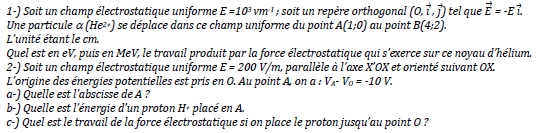 1-) Soit un champ électrostatique uniforme E =10³ vm⁻¹ ; soit un repère orthogonal (O, i⃗ , j⃗) tel que E⃗ = -E i⃗.
Une particule α (He²⁺) se déplace dans ce champ uniforme du point A(1;0) au point B(4;2).
L'unité étant le cm.
Quel est en eV, puis en MeV, le travail produit par la force électrostatique qui s'exerce sur ce noyau d'hélium.
2-) Soit un champ électrostatique uniforme E = 200 V/m, parallèle à l'axe X'OX et orienté suivant OX.
L'origine des énergies potentielles est pris en O. Au point A, on a : V_A- V_O = -10 V.
a-) Quelle est l'abscisse de A ?
b-) Quelle est l'énergie d'un proton H⁺ placé en A.
c-) Quel est le travail de la force électrostatique si on place le proton jusqu'au point O ?